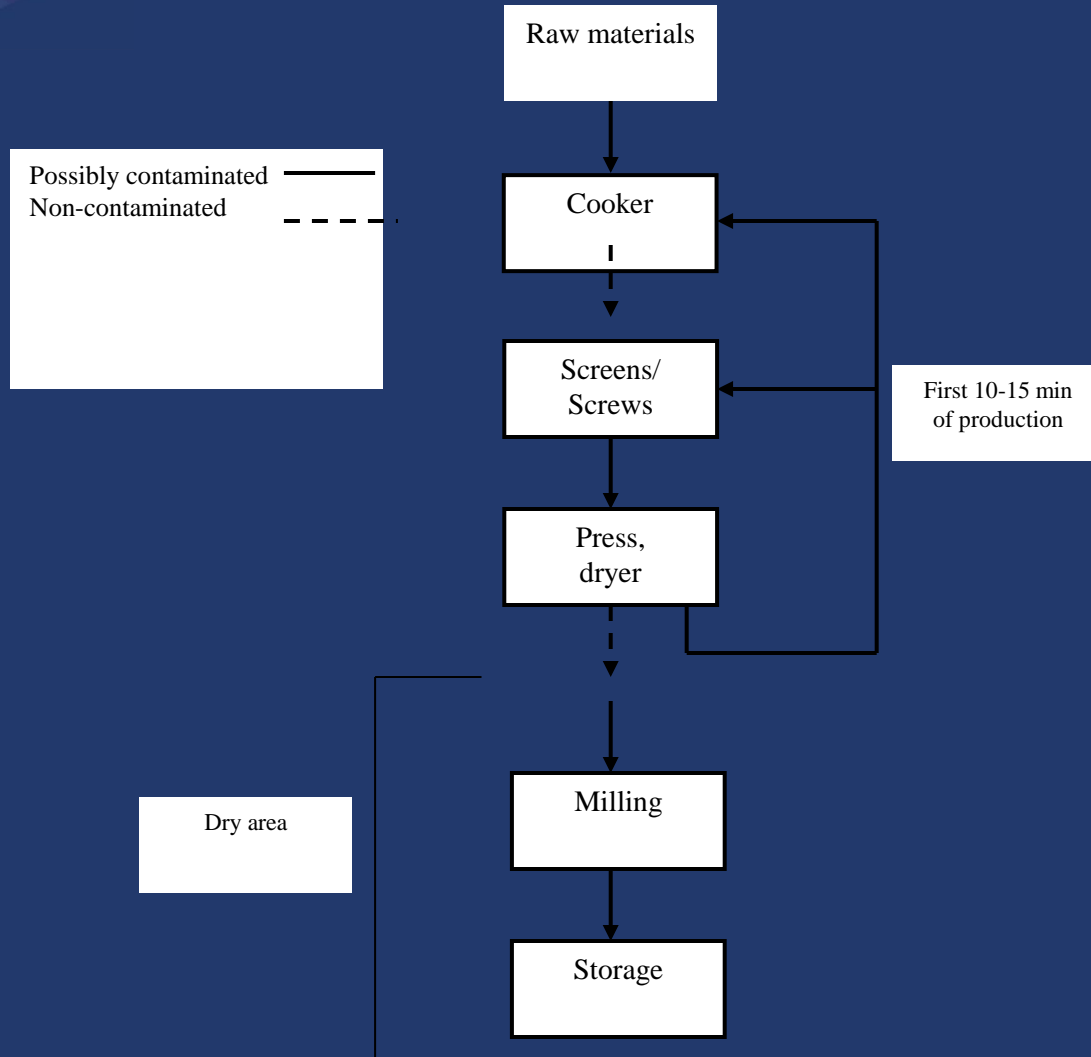 Raw materials
Possibly contaminated
Non-contaminated
Cooker
Screens/
Screws
First 10-15 min
of production
Press,
dryer
Milling
Dry area
Storage